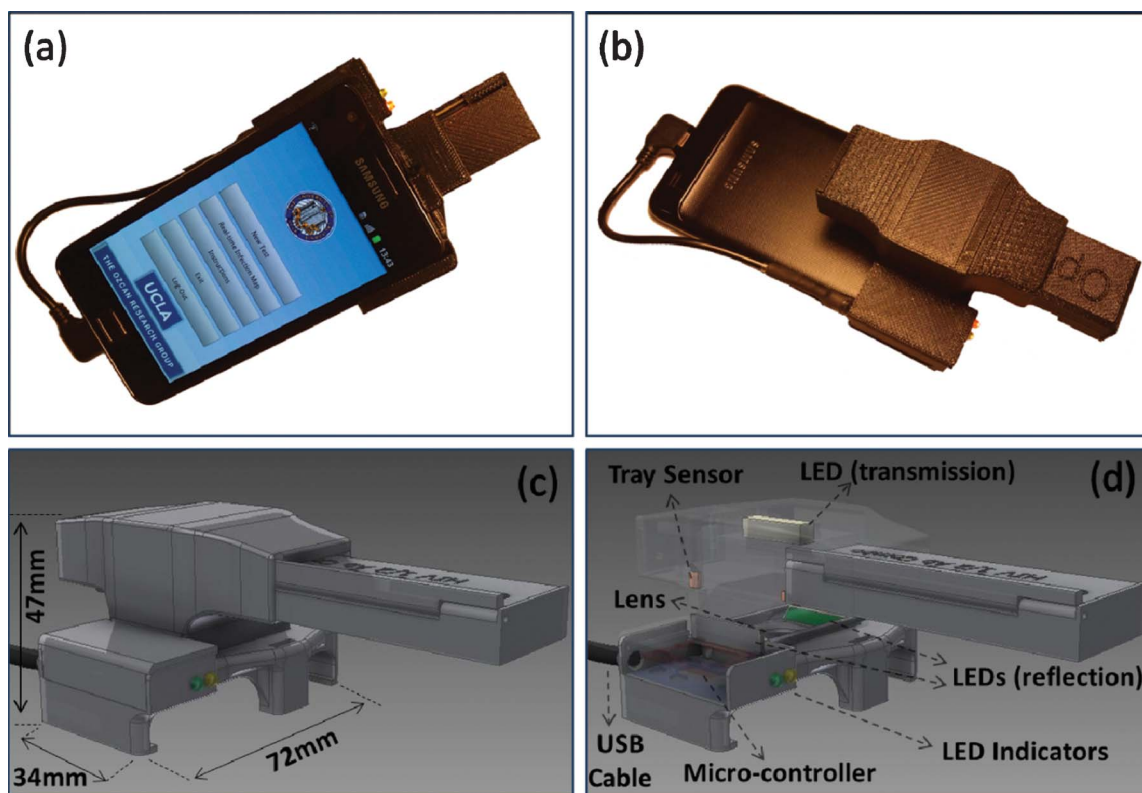 (a)
SAMSUNG
13:43
New Test
Real-time Infection Map
Instructions
Exit
Log-Out
UCLA
THE OZCAN RESEARCH GROUP
(b)
SAMSUNG
(c)
47mm
34mm
72mm
(d)
Tray Sensor
LED (transmission)
Lens
LEDs (reflection)
LED Indicators
USB
Cable
Micro-controller